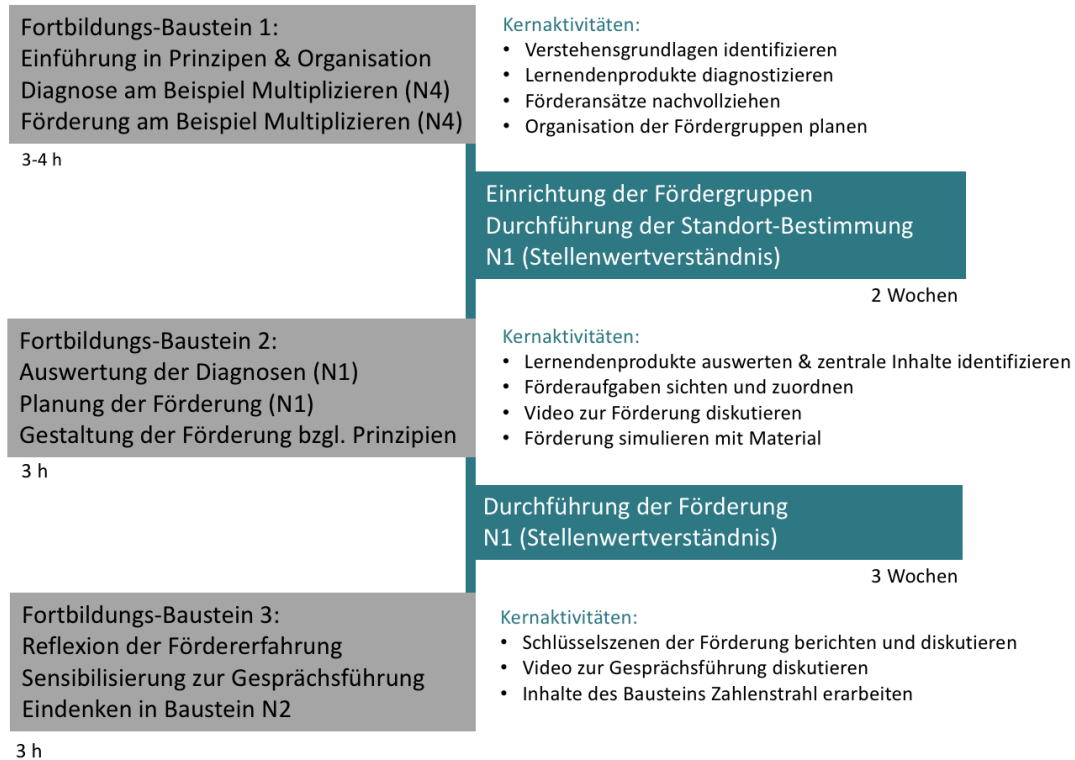 Fortbildungs-Baustein 1:
Einführung in Prinzipen & Organisation
Diagnose am Beispiel Multiplizieren (N4)
Förderung am Beispiel Multiplizieren (N4)
3-4 h
Kernaktivitäten:
• Verstehensgrundlagen identifizieren
• Lernendenprodukte diagnostizieren
• Förderansätze nachvollziehen
• Organisation der Fördergruppen planen
Einrichtung der Fördergruppen
Durchführung der Standort-Bestimmung
N1 (Stellenwertverständnis)
2 Wochen
Fortbildungs-Baustein 2:
Auswertung der Diagnosen (N1)
Planung der Förderung (N1)
Gestaltung der Förderung bzgl. Prinzipien
3 h
Kernaktivitäten:
• Lernendenprodukte auswerten & zentrale Inhalte identifizieren
• Förderaufgaben sichten und zuordnen
• Video zur Förderung diskutieren
• Förderung simulieren mit Material
Durchführung der Förderung
N1 (Stellenwertverständnis)
3 Wochen
Fortbildungs-Baustein 3:
Reflexion der Fördererfahrung
Sensibilisierung zur Gesprächsführung
Eindenken in Baustein N2
3 h
Kernaktivitäten:
• Schlüsselszenen der Förderung berichten und diskutieren
• Video zur Gesprächsführung diskutieren
• Inhalte des Bausteins Zahlenstrahl erarbeiten